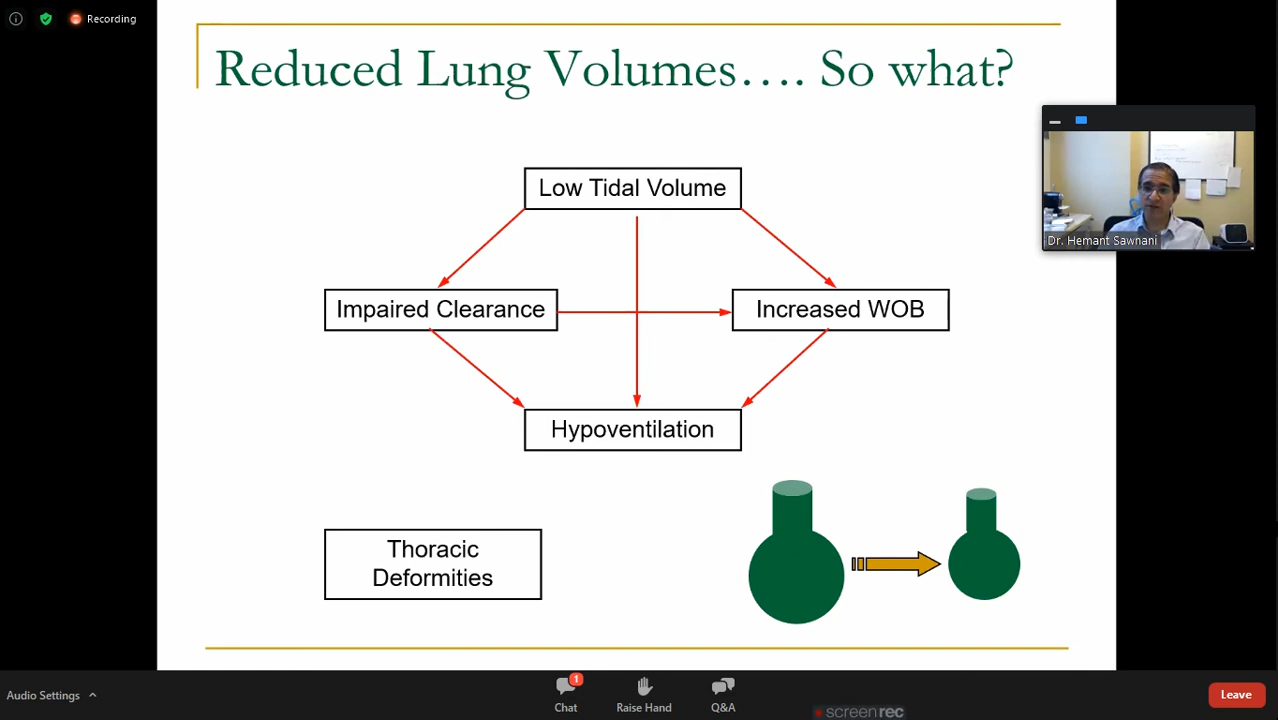 Recording
Reduced Lung Volumes.... So what?
Low Tidal Volume
Dr. Hemant Sawnani
Impaired Clearance
Increased WOB
Hypoventilation
Thoracic
Deformities
Audio Settings
1
Chat
Raise Hand
Q&A
Leave
screenrec